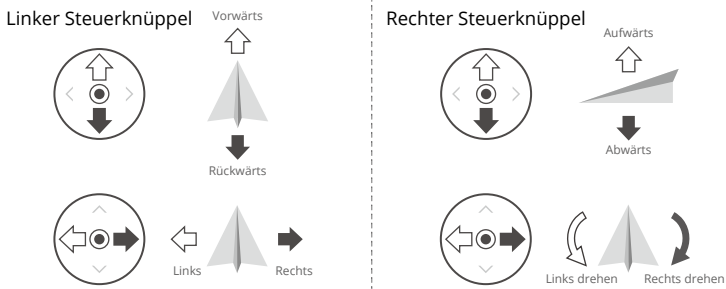 Linker Steuerknüppel
Vorwärts
Rückwärts
Links
Rechts
Rechter Steuerknüppel
Aufwärts
Abwärts
Links drehen
Rechts drehen